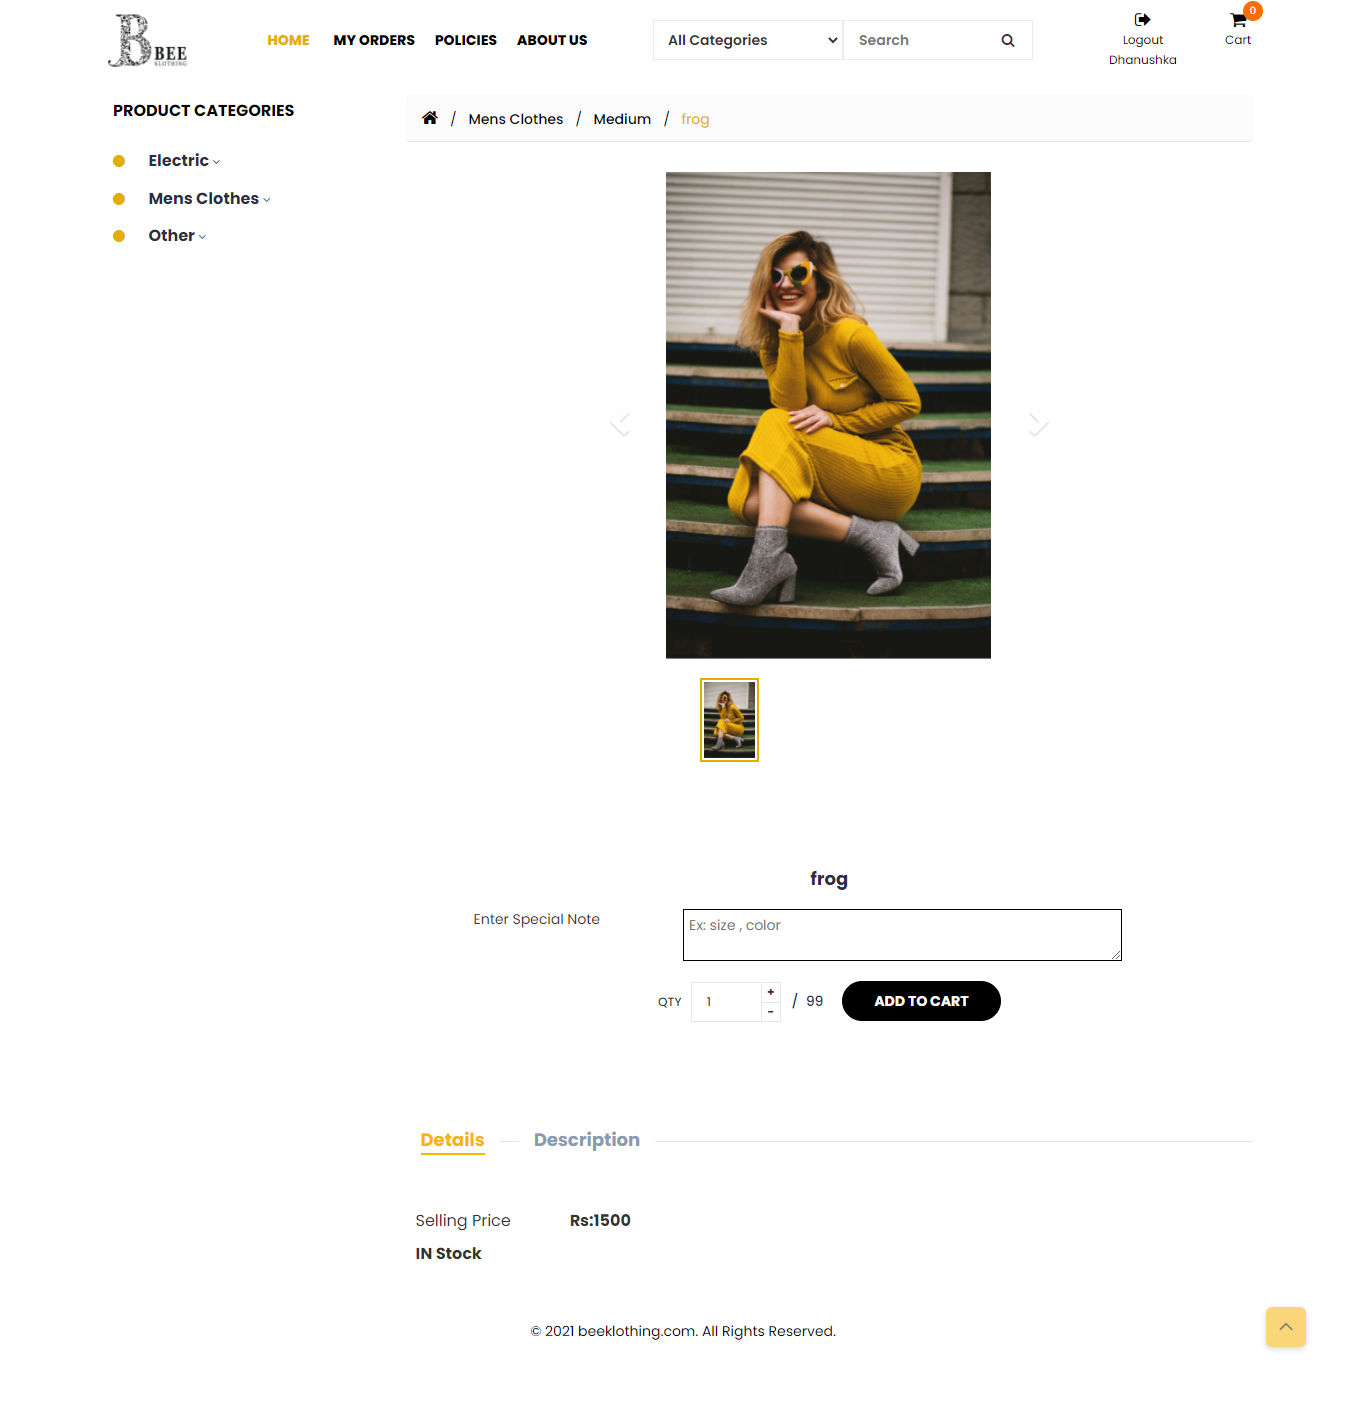 B BEE
KLOTHING
HOME MY ORDERS POLICIES ABOUT US
All Categories
Search
Logout
Dhanushka
0
Cart
PRODUCT CATEGORIES
Electric
Mens Clothes
Other
/ Mens Clothes / Medium / frog
frog
Enter Special Note
Ex: size , color
QTY 1 + - / 99 ADD TO CART
Details Description
Selling Price Rs:1500
IN Stock
© 2021 beeklothing.com. All Rights Reserved.